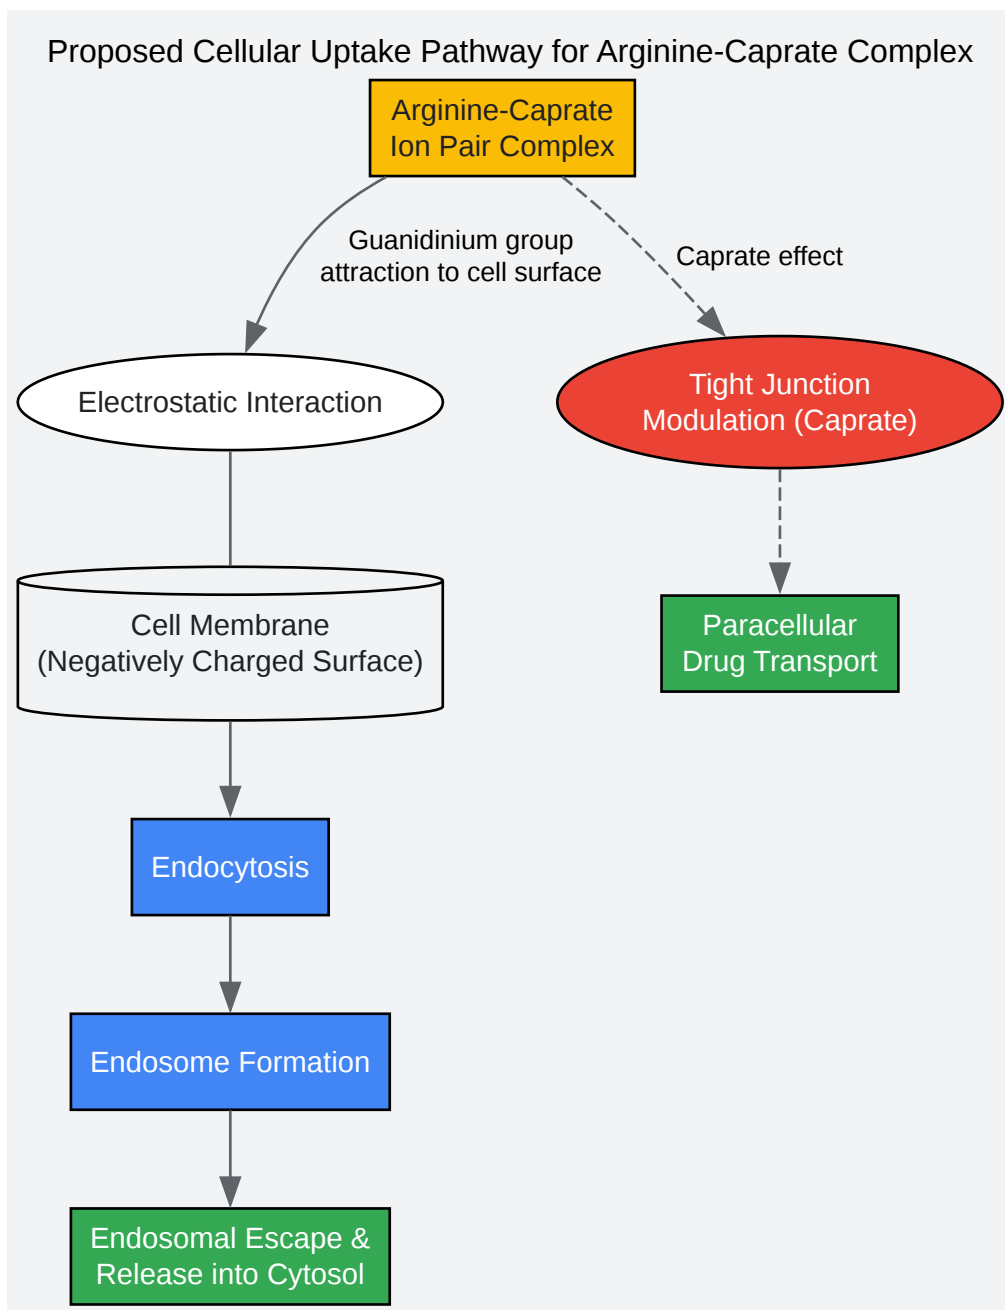 Proposed Cellular Uptake Pathway for Arginine-Caprate Complex
Arginine-Caprate
Ion Pair Complex
Guanidinium group
attraction to cell surface
Caprate effect
Electrostatic Interaction
Tight Junction
Modulation (Caprate)
Cell Membrane
(Negatively Charged Surface)
Paracellular
Drug Transport
Endocytosis
Endosome Formation
Endosomal Escape &
Release into Cytosol